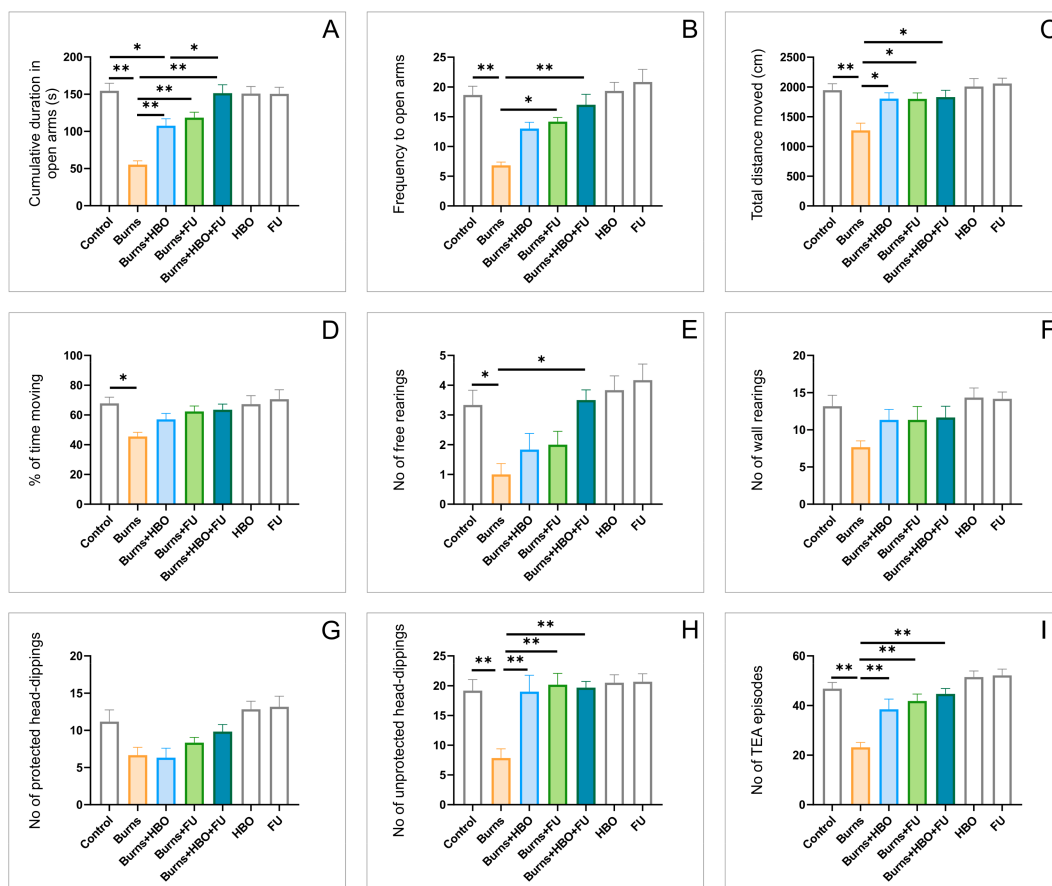 A
Cumulative duration in
open arms (s)
200
150
100
50
0
* *
** **
**
**
Control Burns Burns+HBO Burns+FU Burns+HBO+FU HBO FU
B
Frequency to open arms
25
20
15
10
5
0
** **
*
Control Burns Burns+HBO Burns+FU Burns+HBO+FU HBO FU
C
Total distance moved (cm)
2500
2000
1500
1000
500
0
*
** *
*
Control Burns Burns+HBO Burns+FU Burns+HBO+FU HBO FU
D
% of time moving
100
80
60
40
20
0
*
Control Burns Burns+HBO Burns+FU Burns+HBO+FU HBO FU
E
No of free rearings
5
4
3
2
1
0
* *
Control Burns Burns+HBO Burns+FU Burns+HBO+FU HBO FU
F
No of wall rearings
20
15
10
5
0
Control Burns Burns+HBO Burns+FU Burns+HBO+FU HBO FU
G
No of protected head-dippings
20
15
10
5
0
Control Burns Burns+HBO Burns+FU Burns+HBO+FU HBO FU
H
No of unprotected head-dippings
25
20
15
10
5
0
**
**
** **
Control Burns Burns+HBO Burns+FU Burns+HBO+FU HBO FU
I
No of TEA episodes
60
40
20
0
**
**
** **
Control Burns Burns+HBO Burns+FU Burns+HBO+FU HBO FU